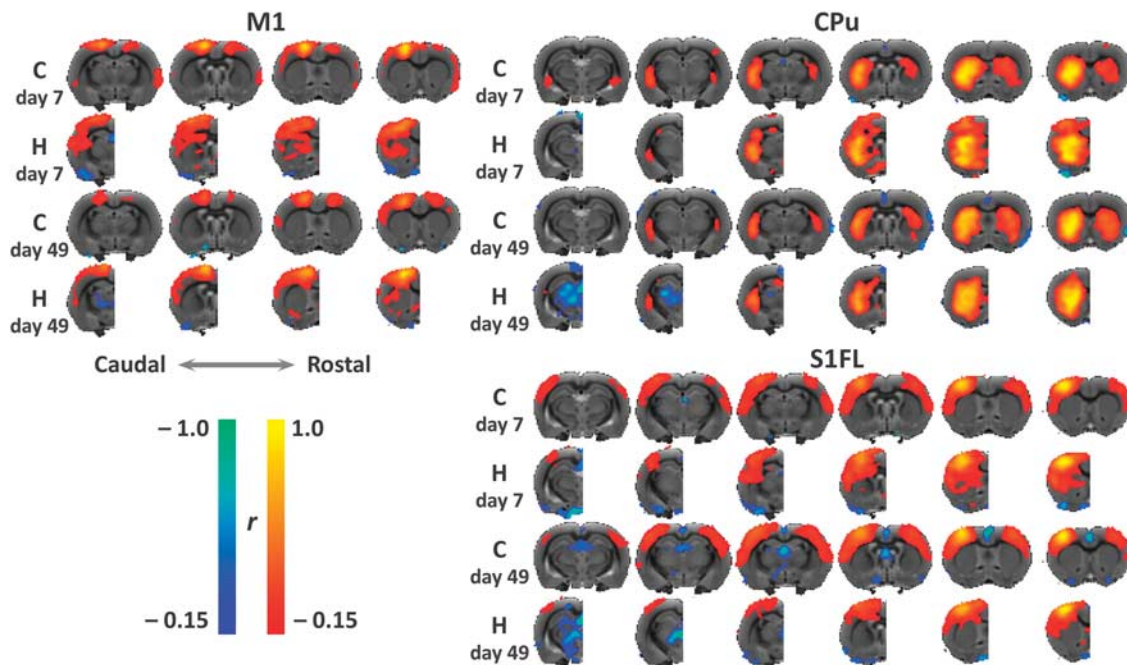 M1
C
day 7
H
day 7
C
day 49
H
day 49
Caudal
Rostal
– 1.0
1.0
r
– 0.15
– 0.15
CPu
C
day 7
H
day 7
C
day 49
H
day 49
S1FL
C
day 7
H
day 7
C
day 49
H
day 49